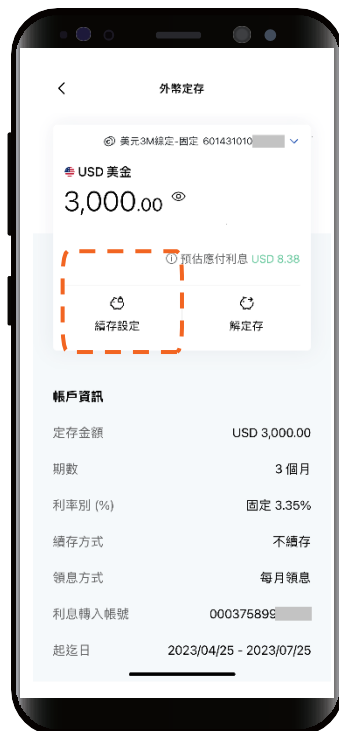 外幣定存
美元3M線定-固定 601431010
USD 美金
3,000.00
預估應付利息 USD 8.38
續存設定
解定存
帳戶資訊
定存金額 USD 3,000.00
期數 3 個月
利率別 (%) 固定 3.35%
續存方式 不續存
領息方式 每月領息
利息轉入帳號 000375899
起迄日 2023/04/25 - 2023/07/25